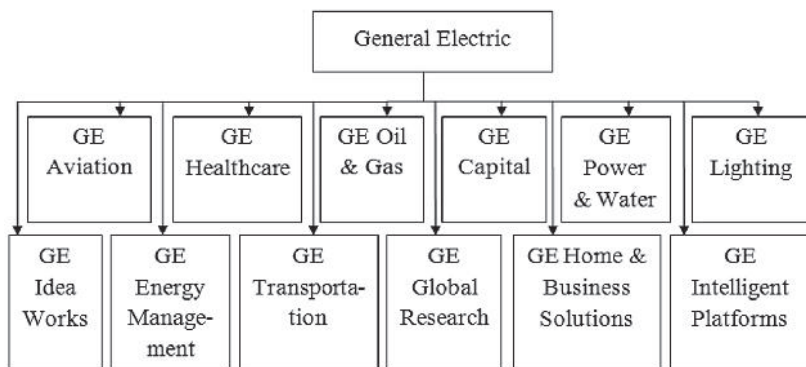 General Electric
GE
Aviation
GE
Healthcare
GE Oil
& Gas
GE
Capital
GE
Power
& Water
GE
Lighting
GE
Idea
Works
GE
Energy
Manage-
ment
GE
Transporta-
tion
GE
Global
Research
GE Home &
Business
Solutions
GE
Intelligent
Platforms